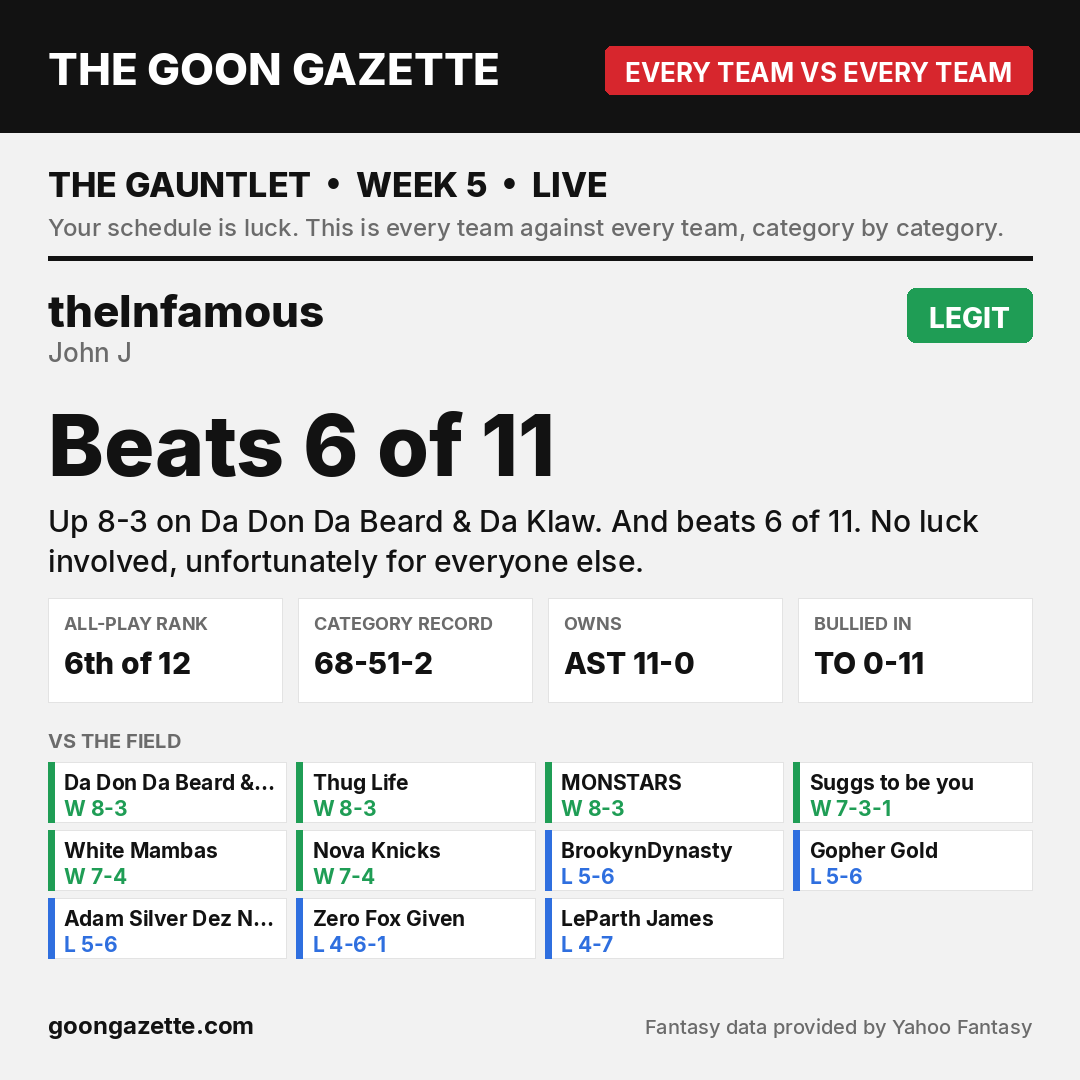 THE GOON GAZETTE
EVERY TEAM VS EVERY TEAM
THE GAUNTLET • WEEK 5 • LIVE
Your schedule is luck. This is every team against every team, category by category.
theInfamous
LEGIT
John J
Beats 6 of 11
Up 8-3 on Da Don Da Beard & Da Klaw. And beats 6 of 11. No luck
involved, unfortunately for everyone else.
ALL-PLAY RANK
6th of 12
CATEGORY RECORD
68-51-2
OWNS
AST 11-0
BULLIED IN
TO 0-11
VS THE FIELD
Da Don Da Beard &...
W 8-3
Thug Life
W 8-3
MONSTARS
W 8-3
Suggs to be you
W 7-3-1
White Mambas
W 7-4
Nova Knicks
W 7-4
BrookynDynasty
L 5-6
Gopher Gold
L 5-6
Adam Silver Dez N...
L 5-6
Zero Fox Given
L 4-6-1
LeParth James
L 4-7
goongazette.com
Fantasy data provided by Yahoo Fantasy